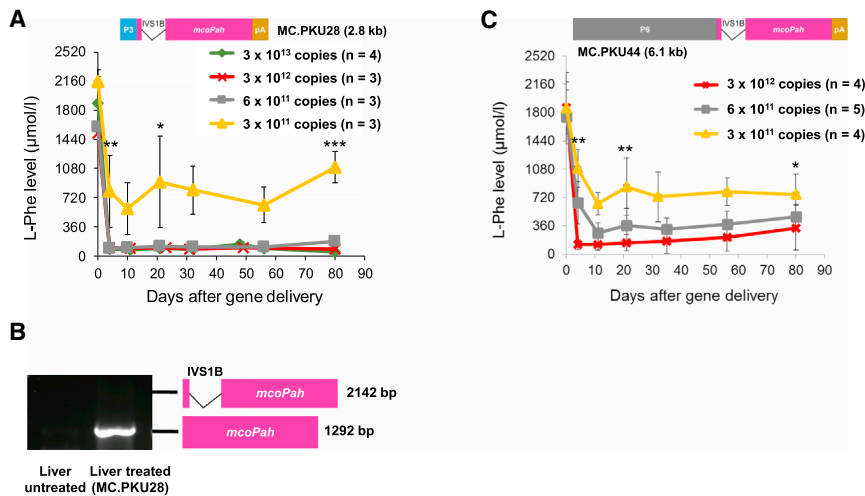 A
P3
IVS1B
mcoPah
pA
MC.PKU28 (2.8 kb)
L-Phe level (µmol/l)
2520
2160
1800
1440
1080
720
360
0
3 x 10¹³ copies (n = 4)
3 x 10¹² copies (n = 3)
6 x 10¹¹ copies (n = 3)
3 x 10¹¹ copies (n = 3)
**
*
***
0 10 20 30 40 50 60 70 80 90
Days after gene delivery
C
P6
IVS1B
mcoPah
pA
MC.PKU44 (6.1 kb)
L-Phe level (µmol/l)
2520
2160
1800
1440
1080
720
360
0
3 x 10¹² copies (n = 4)
6 x 10¹¹ copies (n = 5)
3 x 10¹¹ copies (n = 4)
**
**
*
0 10 20 30 40 50 60 70 80 90
Days after gene delivery
B
IVS1B
mcoPah
2142 bp
mcoPah
1292 bp
Liver
untreated
Liver treated
(MC.PKU28)